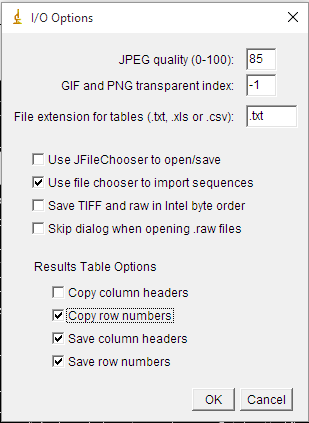 I/O Options
JPEG quality (0-100): 85
GIF and PNG transparent index: -1
File extension for tables (.txt, .xls or .csv): .txt
Use JFileChooser to open/save
Use file chooser to import sequences
Save TIFF and raw in Intel byte order
Skip dialog when opening .raw files
Results Table Options
Copy column headers
Copy row numbers
Save column headers
Save row numbers
OK Cancel